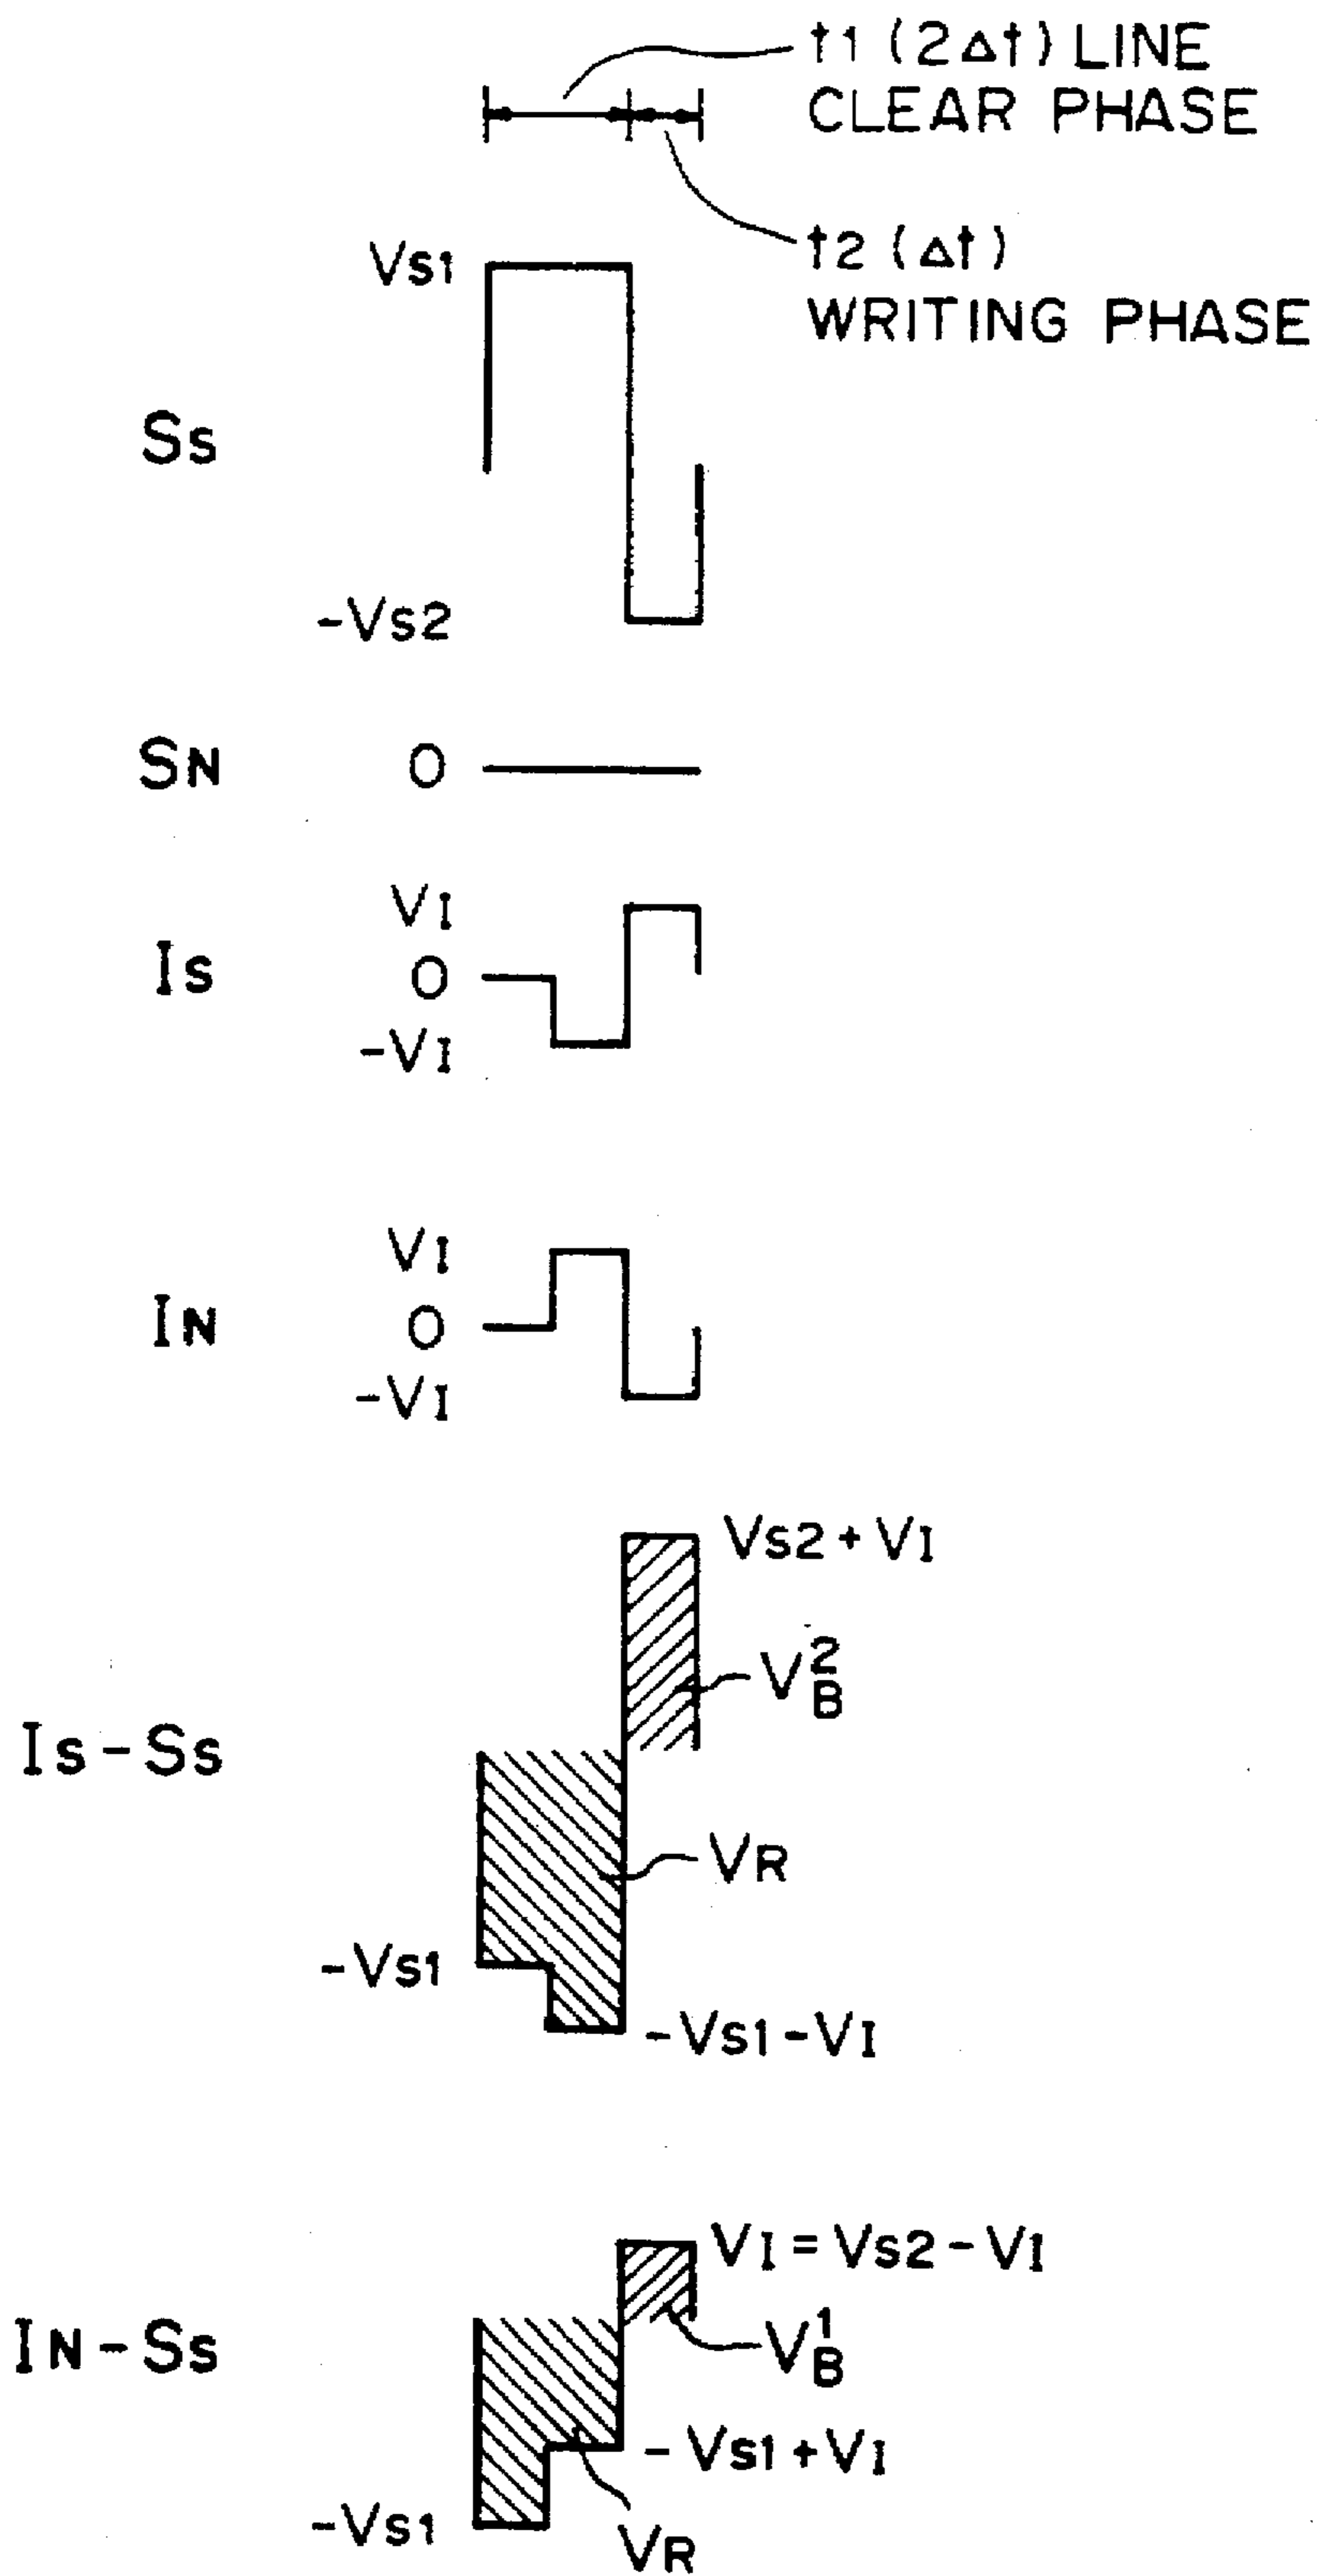 t1 (2Δt) LINE
CLEAR PHASE
t2 (Δt)
WRITING PHASE
Vs1
Ss
-Vs2
SN
0
VI
Is
0
-VI
VI
IN
0
-VI
Vs2 + VI
V²B
Is - Ss
VR
-Vs1
-Vs1 - VI
VI = Vs2 - VI
V¹B
IN - Ss
-Vs1 + VI
-Vs1
VR